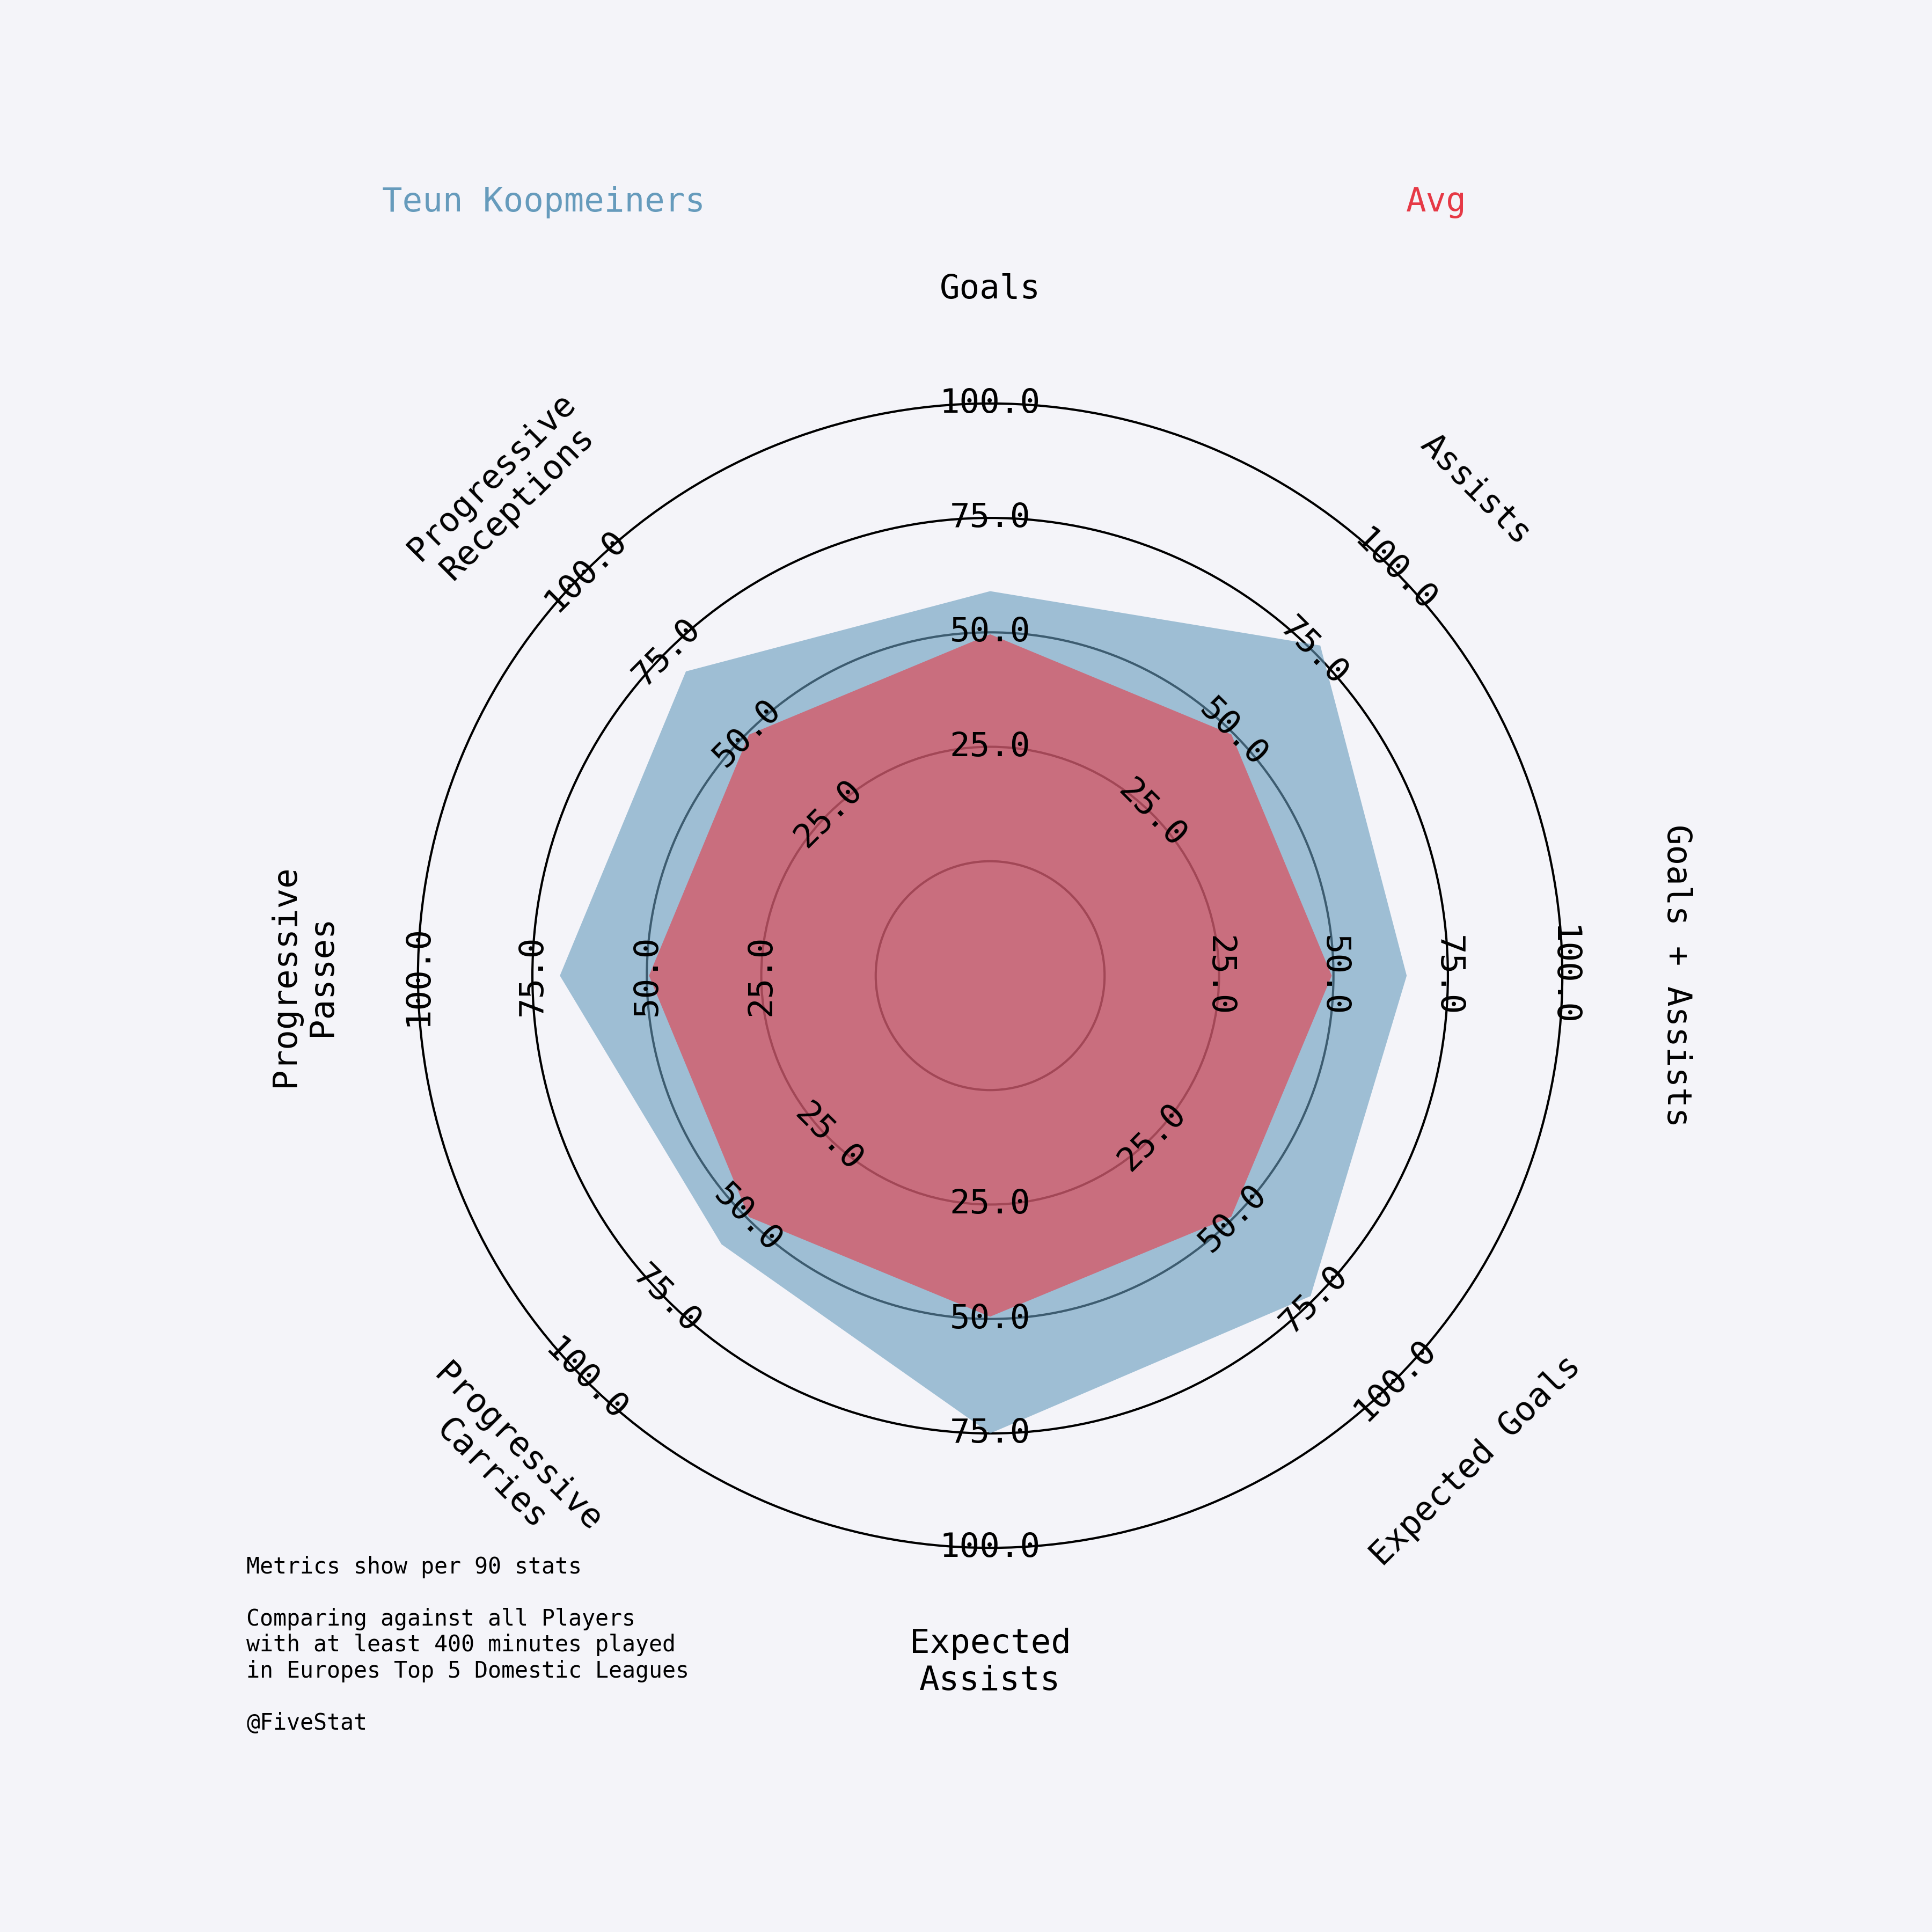 Teun Koopmeiners
Avg
Goals
Assists
Goals + Assists
Expected Goals
Expected
Assists
Progressive
Carries
Progressive
Passes
Progressive
Receptions
25.0
50.0
75.0
100.0
25.0
50.0
75.0
100.0
25.0
50.0
75.0
100.0
25.0
50.0
75.0
100.0
25.0
50.0
75.0
100.0
25.0
50.0
75.0
100.0
25.0
50.0
75.0
100.0
25.0
50.0
75.0
100.0
Metrics show per 90 stats
Comparing against all Players
with at least 400 minutes played
in Europes Top 5 Domestic Leagues
@FiveStat